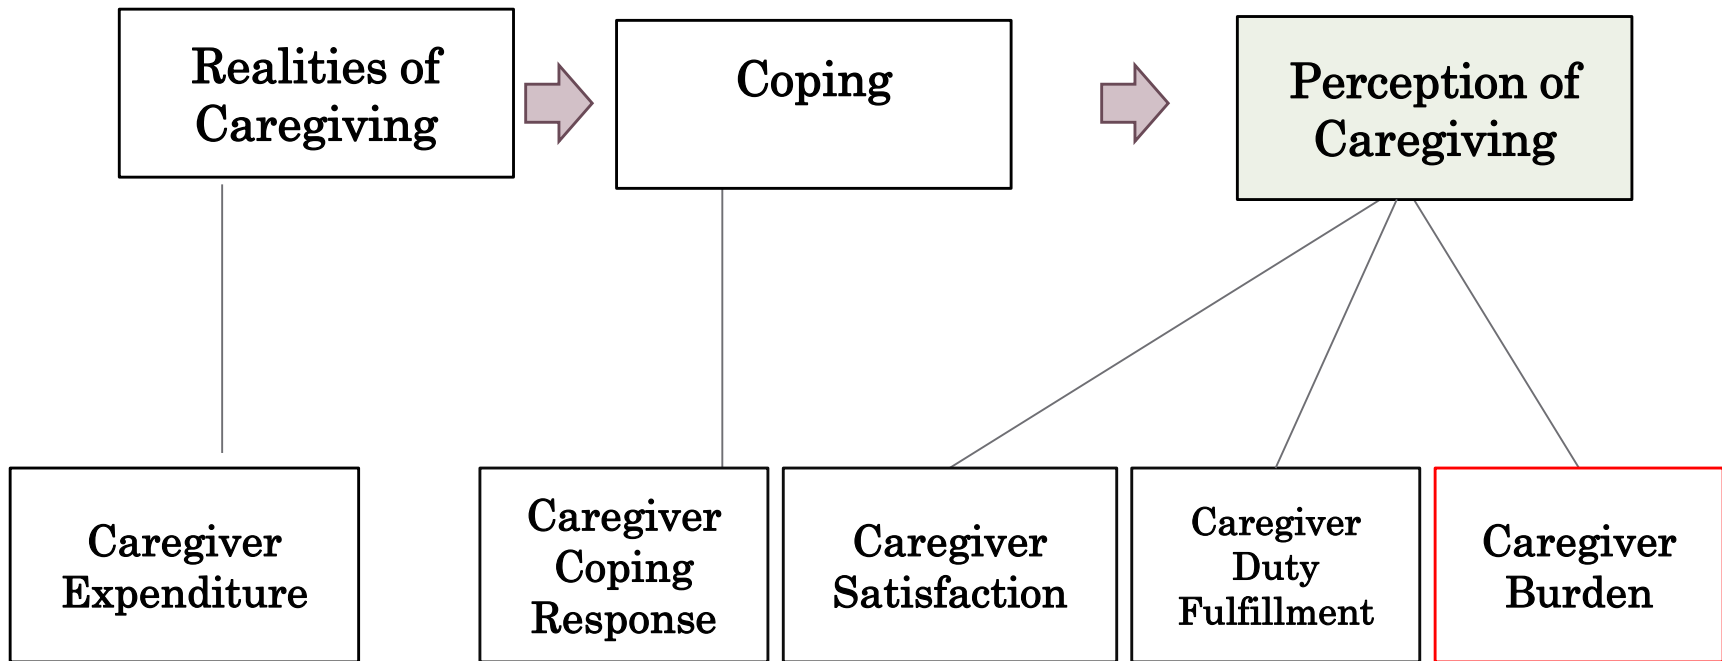 Realities of
Caregiving
Coping
Perception of
Caregiving
Caregiver
Expenditure
Caregiver
Coping
Response
Caregiver
Satisfaction
Caregiver
Duty
Fulfillment
Caregiver
Burden